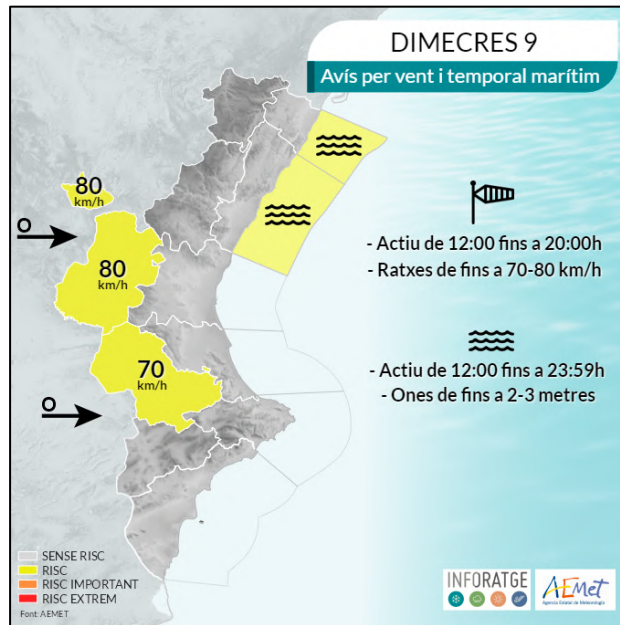 DIMECRES 9
Avís per vent i temporal marítim
80
km/h
O
80
km/h
70
km/h
O
- Actiu de 12:00 fins a 20:00h
- Ratxes de fins a 70-80 km/h
- Actiu de 12:00 fins a 23:59h
- Ones de fins a 2-3 metres
SENSE RISC
RISC
RISC IMPORTANT
RISC EXTREM
Font: AEMET
INFORATGE
AEMet
Agencia Estatal de Meteorología